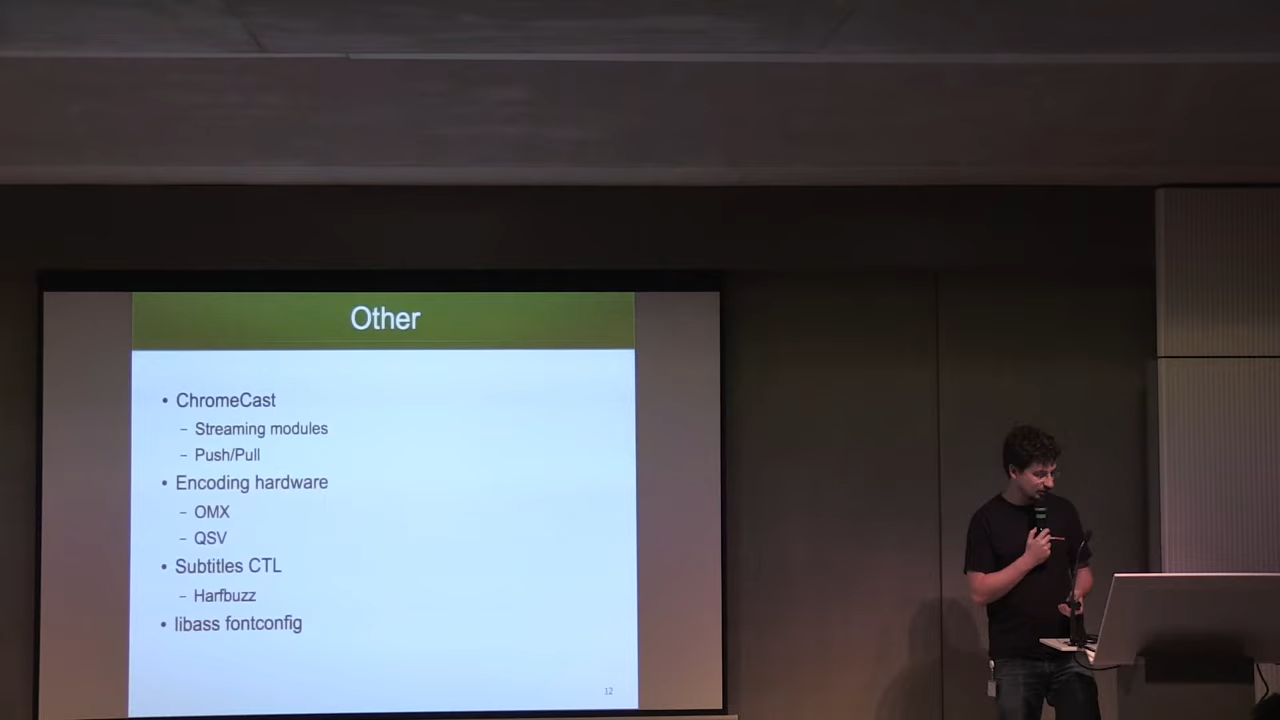 Other
• ChromeCast
– Streaming modules
– Push/Pull
• Encoding hardware
– OMX
– QSV
• Subtitles CTL
– Harfbuzz
• libass fontconfig
12